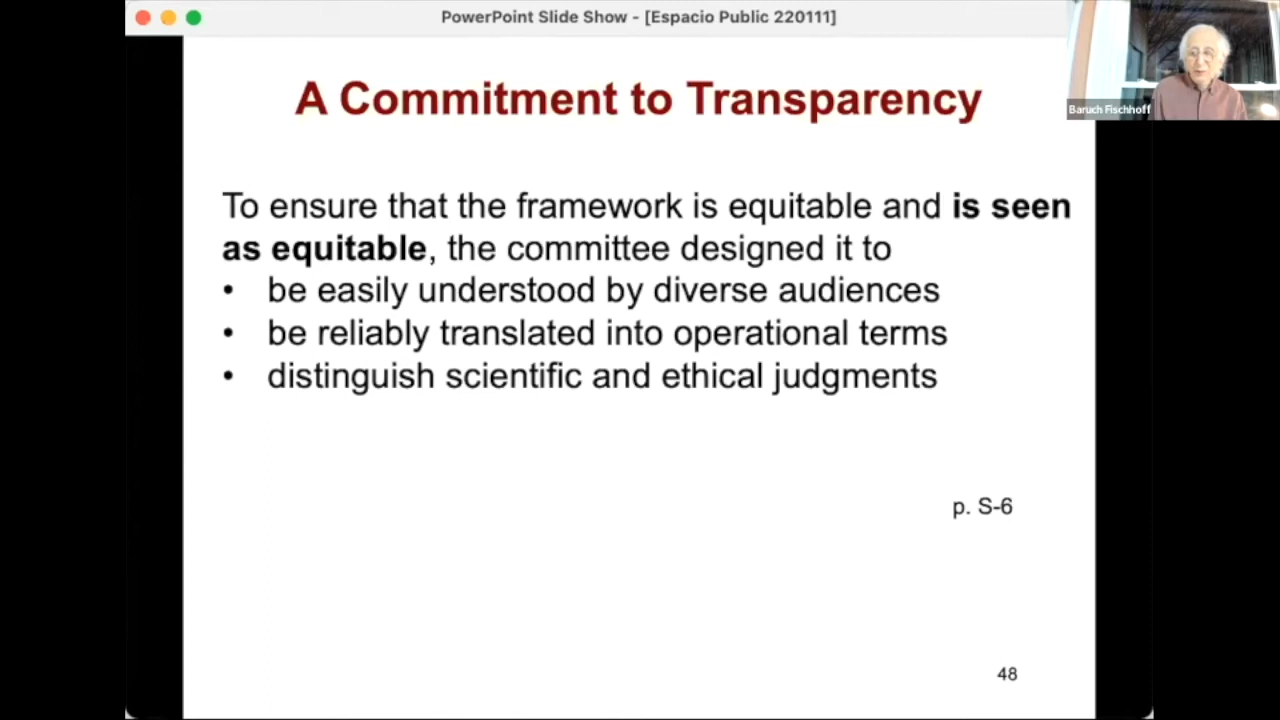 PowerPoint Slide Show - [Espacio Public 220111]
Baruch Fischhoff
A Commitment to Transparency
To ensure that the framework is equitable and is seen
as equitable, the committee designed it to
• be easily understood by diverse audiences
• be reliably translated into operational terms
• distinguish scientific and ethical judgments
p. S-6
48